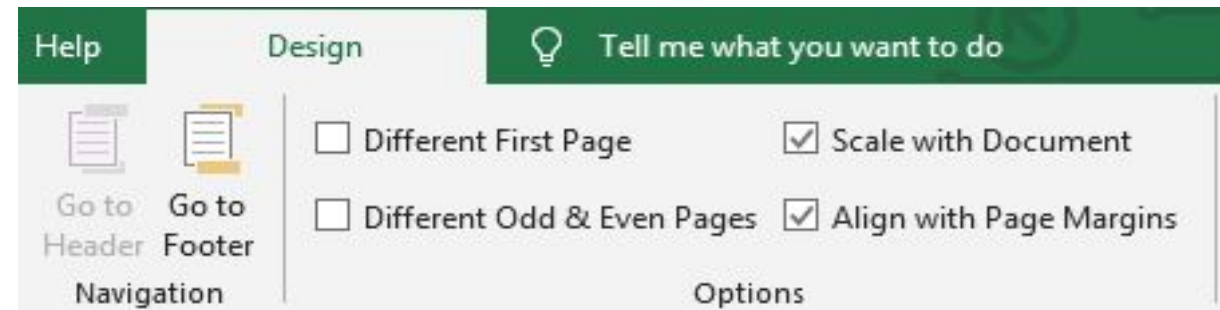 Help Design Tell me what you want to do
Different First Page Scale with Document
Go to Go to
Different Odd & Even Pages Align with Page Margins
Header Footer
Navigation Options